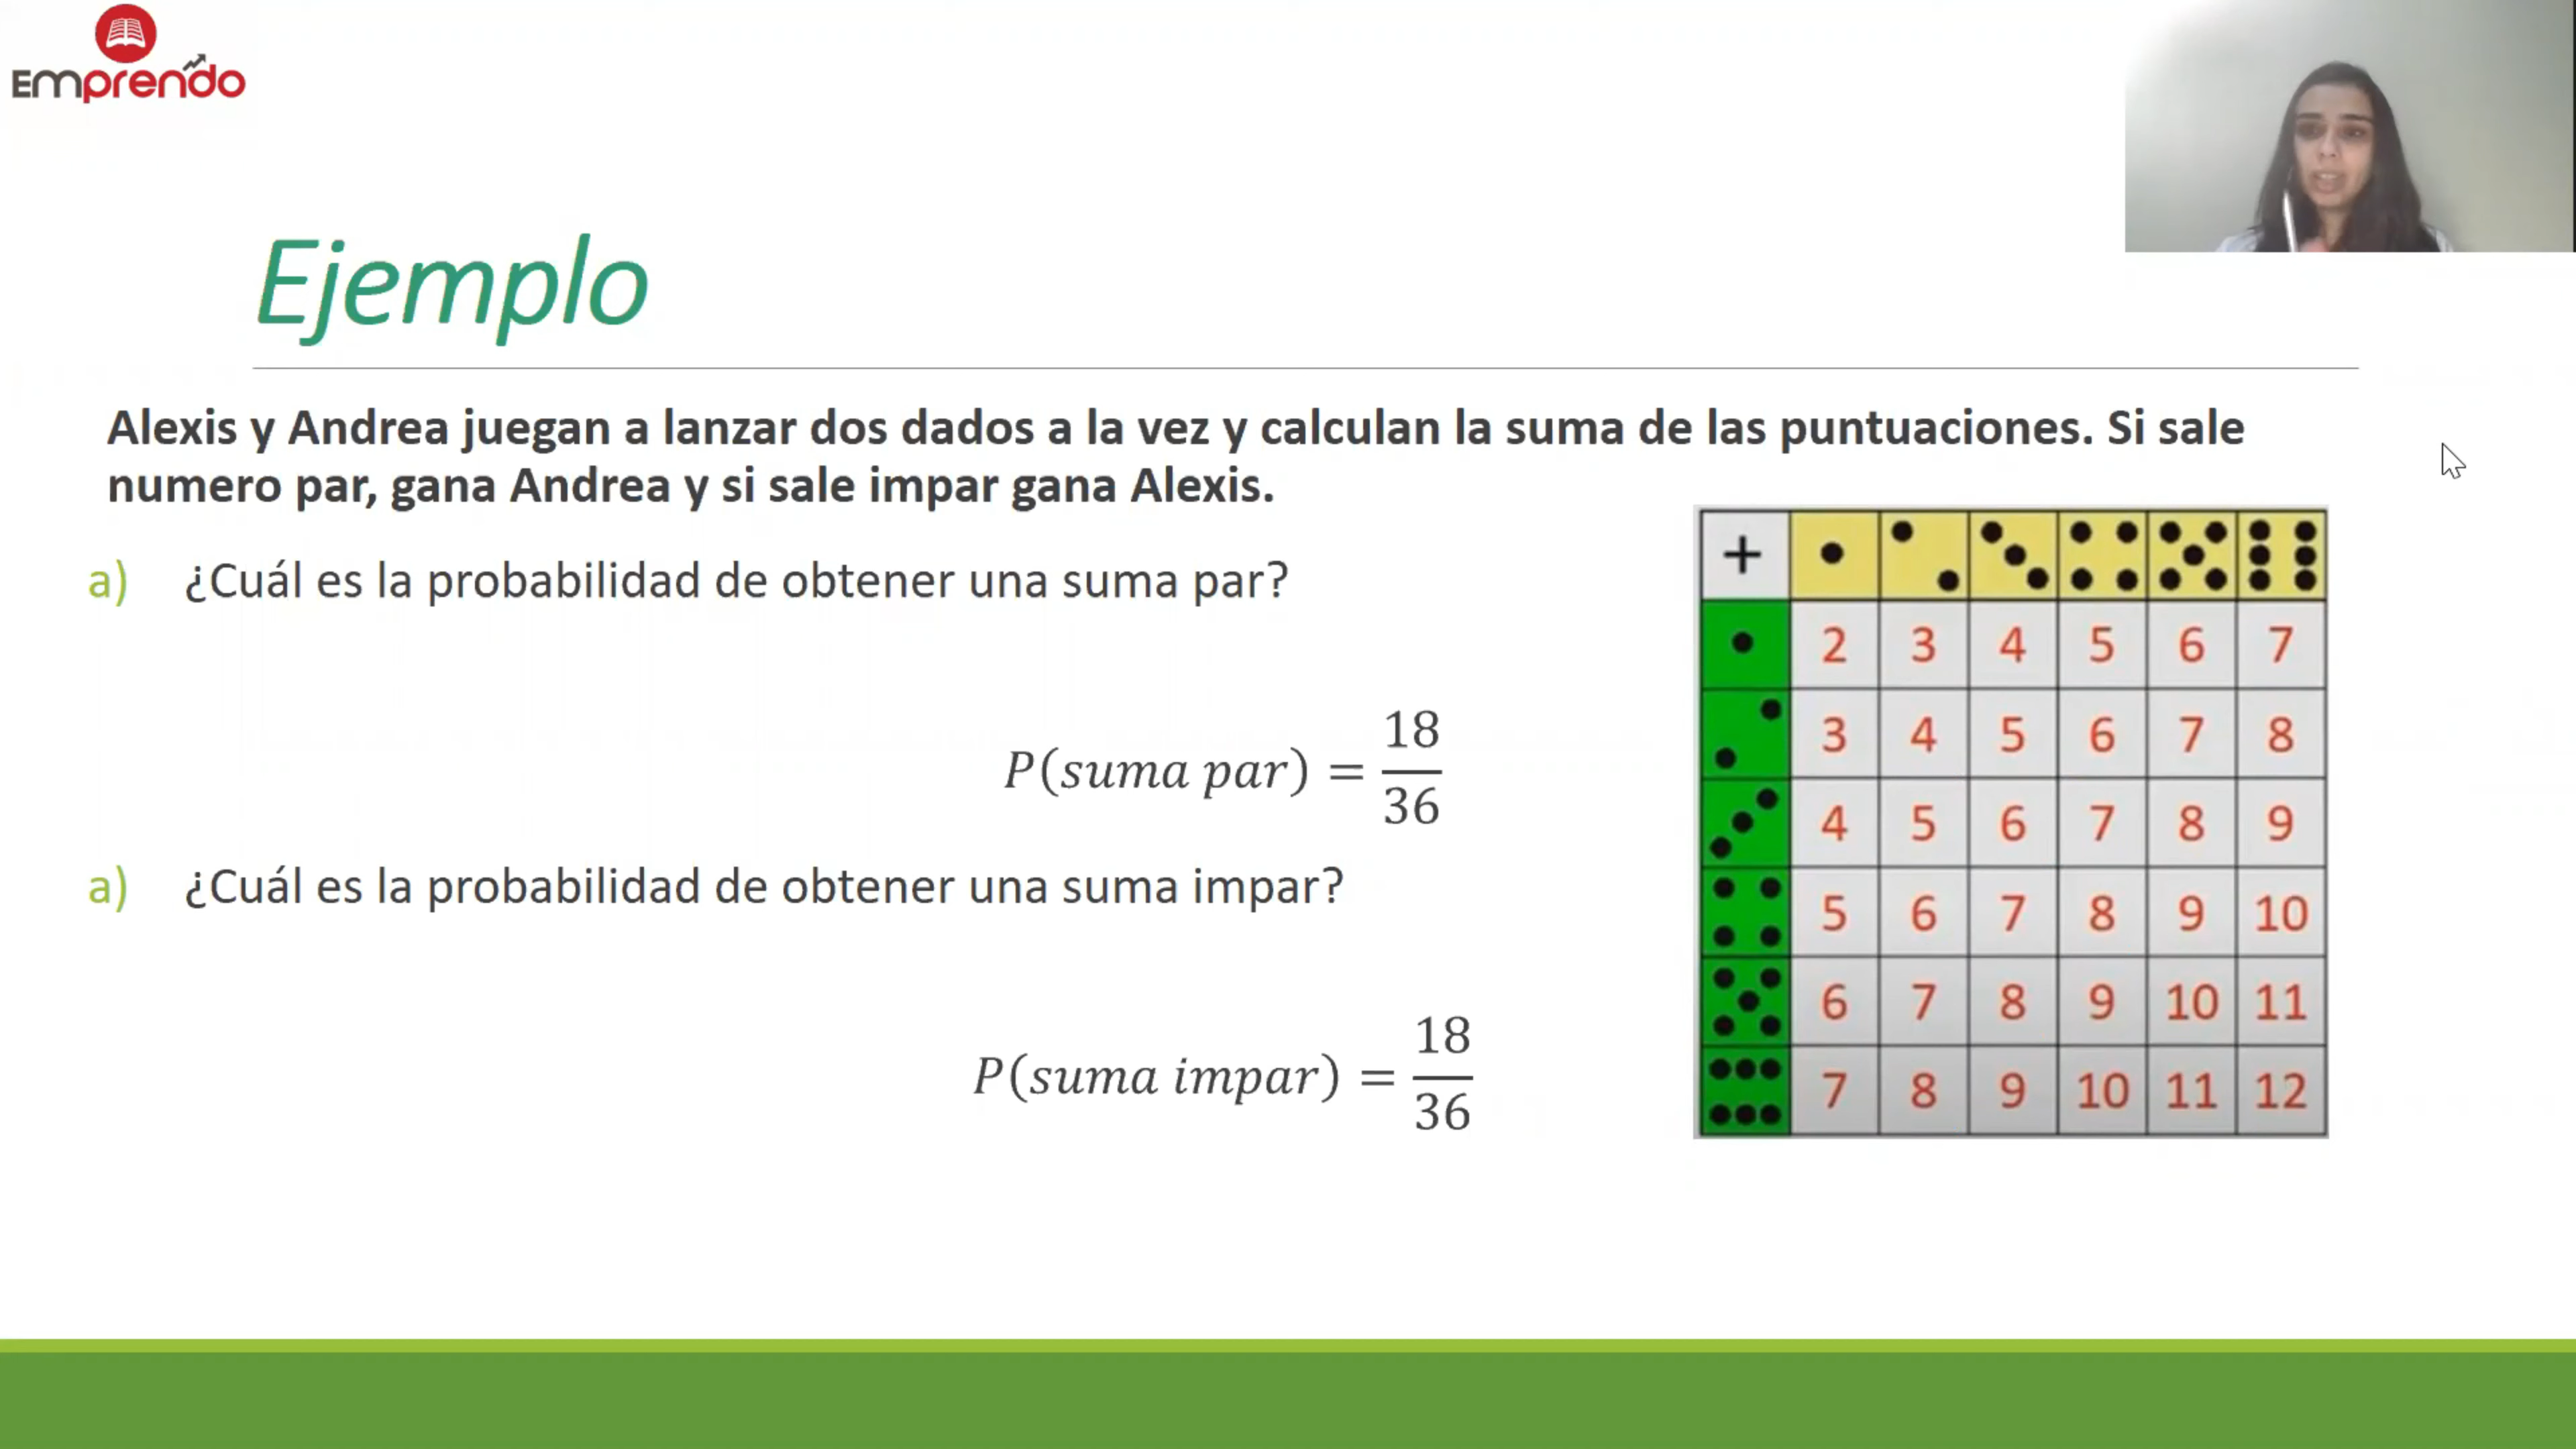 Emprendo
Ejemplo
Alexis y Andrea juegan a lanzar dos dados a la vez y calculan la suma de las puntuaciones. Si sale
numero par, gana Andrea y si sale impar gana Alexis.
a) ¿Cuál es la probabilidad de obtener una suma par?
P(suma par) = 18/36
a) ¿Cuál es la probabilidad de obtener una suma impar?
P(suma impar) = 18/36
+
2 3 4 5 6 7
3 4 5 6 7 8
4 5 6 7 8 9
5 6 7 8 9 10
6 7 8 9 10 11
7 8 9 10 11 12